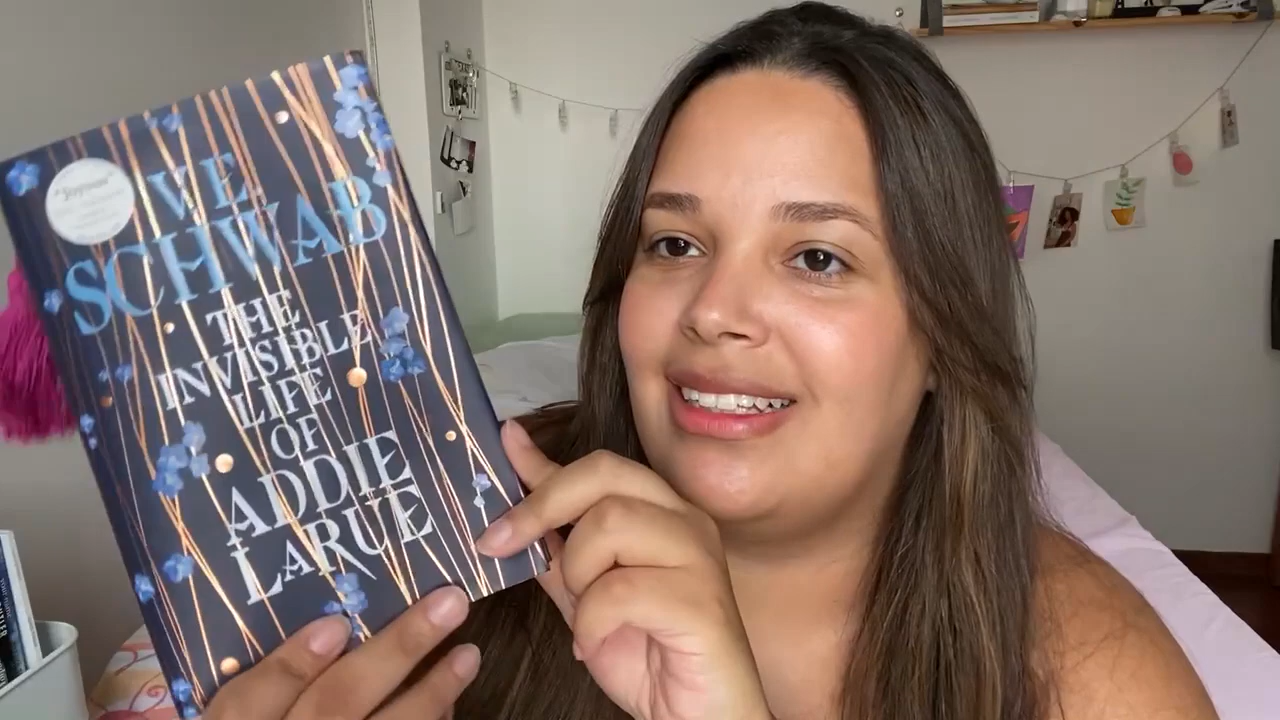 V.E.
SCHWAB
THE
INVISIBLE
LIFE
OF
ADDIE
LARUE